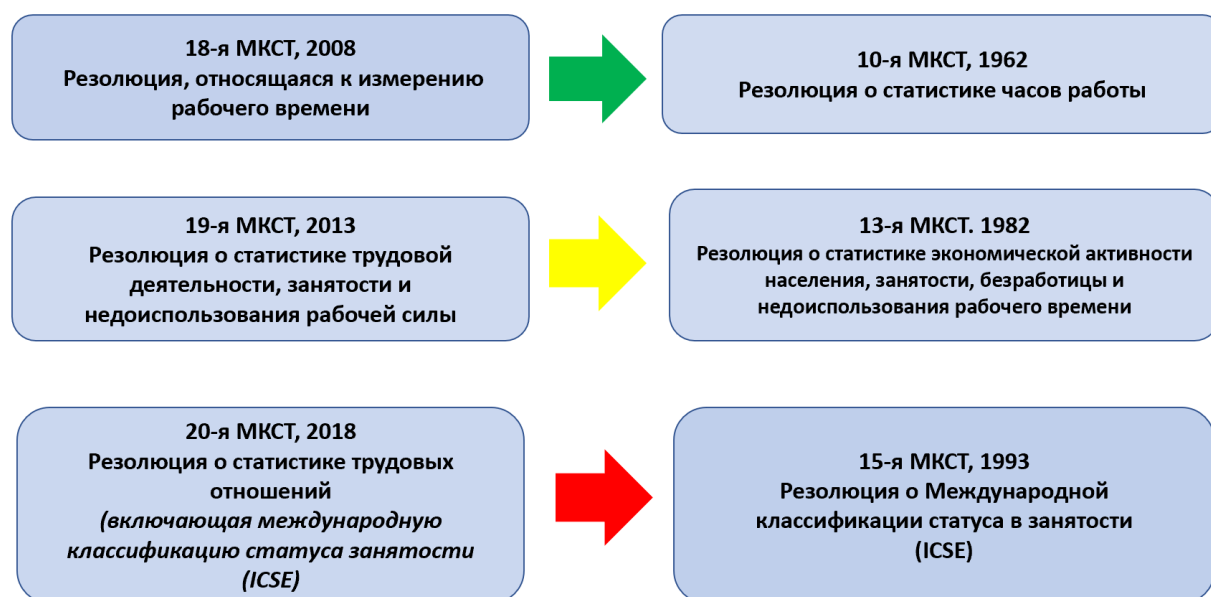 18-я МКСТ, 2008
Резолюция, относящаяся к измерению
рабочего времени
10-я МКСТ, 1962
Резолюция о статистике часов работы
19-я МКСТ, 2013
Резолюция о статистике трудовой
деятельности, занятости и
недоиспользования рабочей силы
13-я МКСТ. 1982
Резолюция о статистике экономической активности
населения, занятости, безработицы и
недоиспользования рабочего времени
20-я МКСТ, 2018
Резолюция о статистике трудовых
отношений
(включающая международную
классификацию статуса занятости
(ICSE)
15-я МКСТ, 1993
Резолюция о Международной
классификации статуса в занятости
(ICSE)